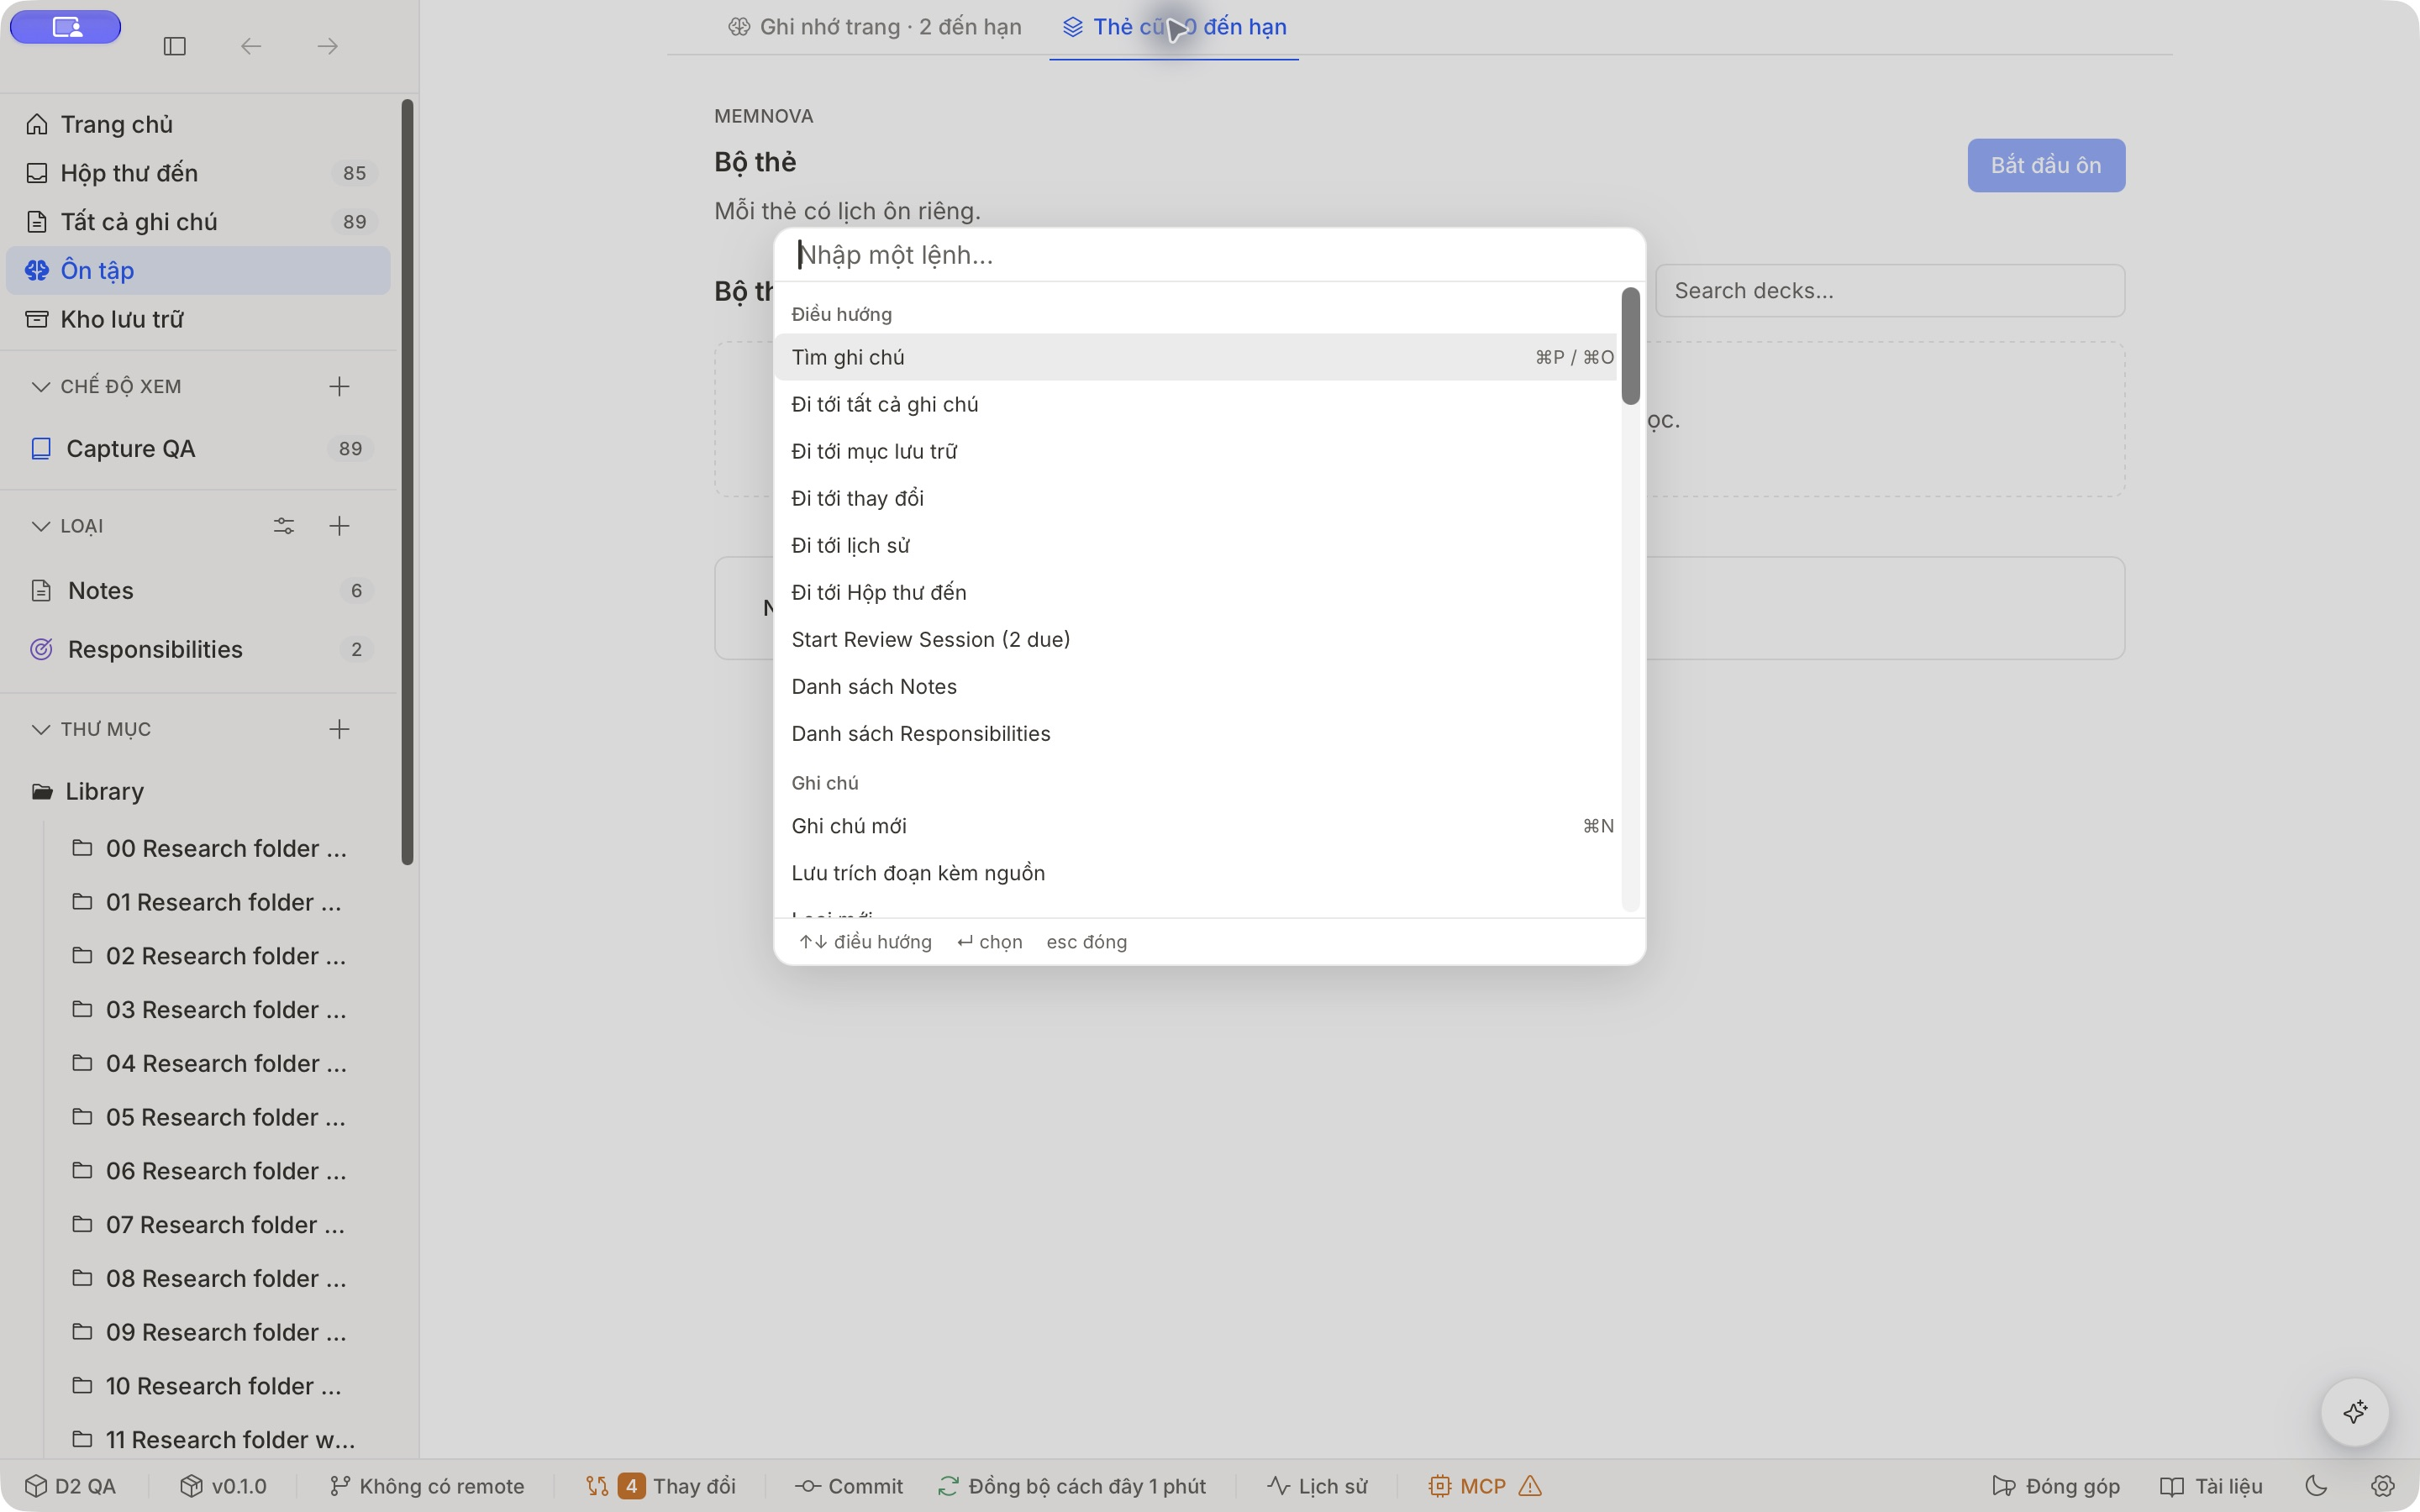 Ghi nhớ trang · 2 đến hạn
Thẻ cũ 0 đến hạn
Trang chủ
Hộp thư đến 85
Tất cả ghi chú 89
Ôn tập
Kho lưu trữ
CHẾ ĐỘ XEM
Capture QA 89
LOẠI
Notes 6
Responsibilities 2
THƯ MỤC
Library
00 Research folder ...
01 Research folder ...
02 Research folder ...
03 Research folder ...
04 Research folder ...
05 Research folder ...
06 Research folder ...
07 Research folder ...
08 Research folder ...
09 Research folder ...
10 Research folder ...
11 Research folder w...
MEMNOVA
Bộ thẻ
Bắt đầu ôn
Mỗi thẻ có lịch ôn riêng.
Search decks...
Nhập một lệnh...
Điều hướng
Tìm ghi chú ⌘P / ⌘O
Đi tới tất cả ghi chú
Đi tới mục lưu trữ
Đi tới thay đổi
Đi tới lịch sử
Đi tới Hộp thư đến
Start Review Session (2 due)
Danh sách Notes
Danh sách Responsibilities
Ghi chú
Ghi chú mới ⌘N
Lưu trích đoạn kèm nguồn
↑↓ điều hướng ↵ chọn esc đóng
D2 QA
v0.1.0
Không có remote
4 Thay đổi
Commit
Đồng bộ cách đây 1 phút
Lịch sử
MCP
Đóng góp
Tài liệu